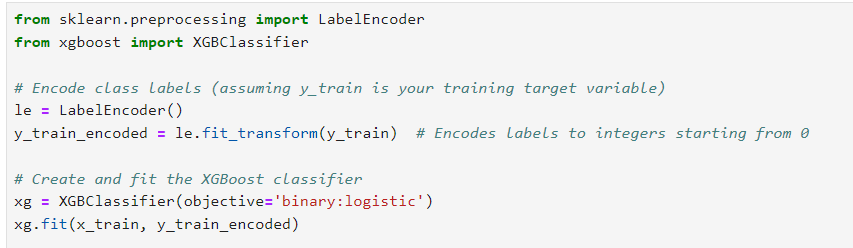 from sklearn.preprocessing import LabelEncoder
from xgboost import XGBClassifier
# Encode class labels (assuming y_train is your training target variable)
le = LabelEncoder()
y_train_encoded = le.fit_transform(y_train)  # Encodes labels to integers starting from 0
# Create and fit the XGBoost classifier
xg = XGBClassifier(objective='binary:logistic')
xg.fit(x_train, y_train_encoded)